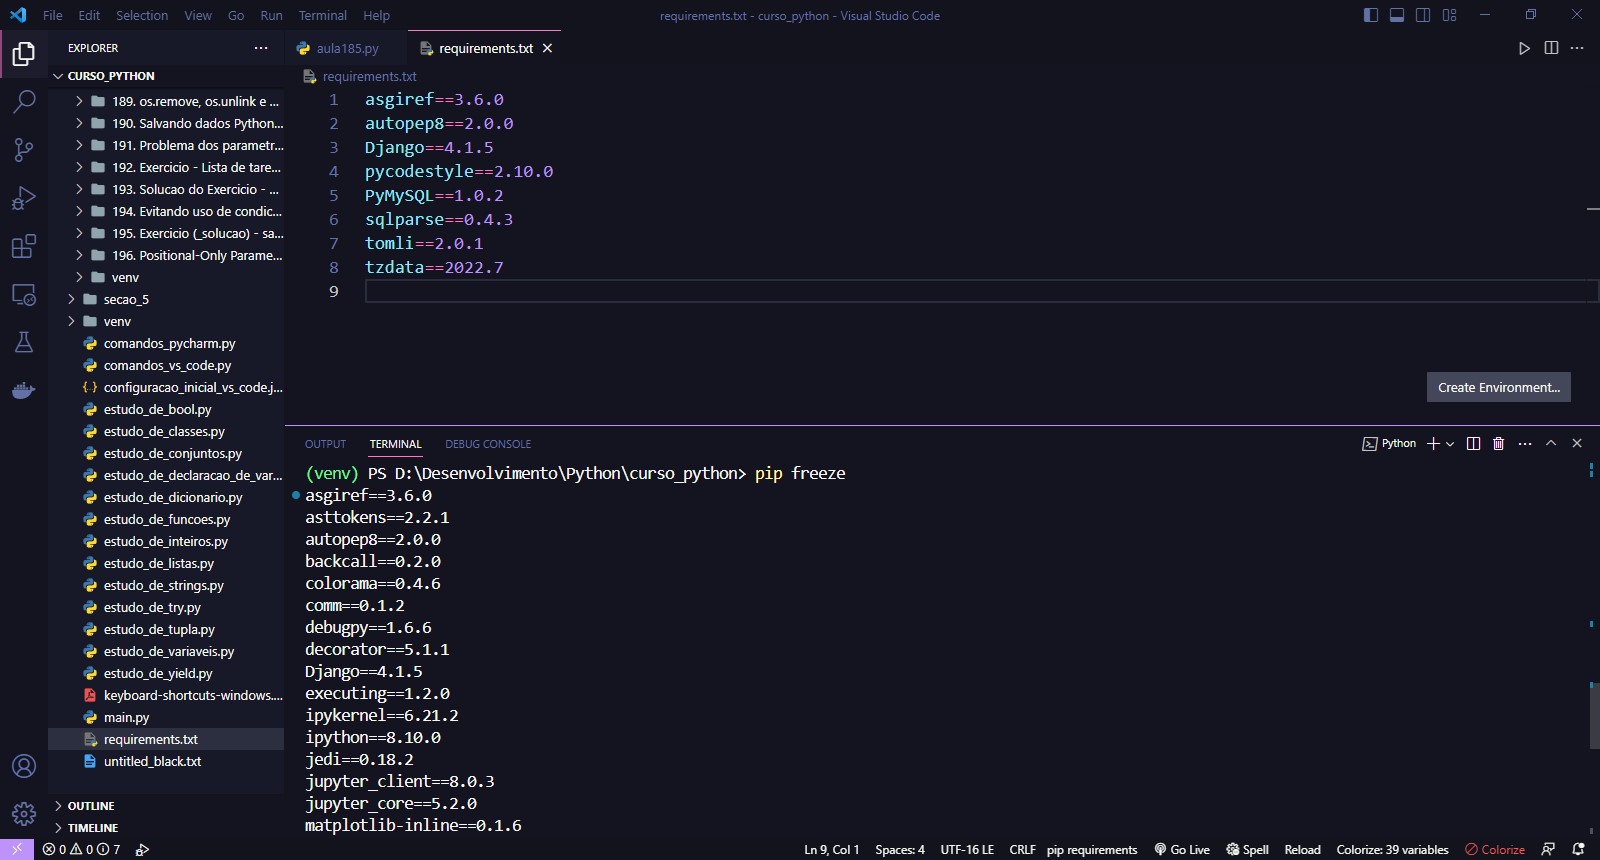 File Edit Selection View Go Run Terminal Help
requirements.txt - curso_python - Visual Studio Code
EXPLORER
CURSO_PYTHON
189. os.remove, os.unlink e ...
190. Salvando dados Python...
191. Problema dos parametr...
192. Exercicio - Lista de tare...
193. Solucao do Exercicio - ...
194. Evitando uso de condic...
195. Exercicio (_solucao) - sa...
196. Positional-Only Parame...
venv
secao_5
venv
comandos_pycharm.py
comandos_vs_code.py
configuracao_inicial_vs_code.j...
estudo_de_bool.py
estudo_de_classes.py
estudo_de_conjuntos.py
estudo_de_declaracao_de_var...
estudo_de_dicionario.py
estudo_de_funcoes.py
estudo_de_inteiros.py
estudo_de_listas.py
estudo_de_strings.py
estudo_de_try.py
estudo_de_tupla.py
estudo_de_variaveis.py
estudo_de_yield.py
keyboard-shortcuts-windows....
main.py
requirements.txt
untitled_black.txt
OUTLINE
TIMELINE
aula185.py requirements.txt
requirements.txt
1 asgiref==3.6.0
2 autopep8==2.0.0
3 Django==4.1.5
4 pycodestyle==2.10.0
5 PyMySQL==1.0.2
6 sqlparse==0.4.3
7 tomli==2.0.1
8 tzdata==2022.7
9
Create Environment...
OUTPUT TERMINAL DEBUG CONSOLE
Python
(venv) PS D:\Desenvolvimento\Python\curso_python> pip freeze
asgiref==3.6.0
asttokens==2.2.1
autopep8==2.0.0
backcall==0.2.0
colorama==0.4.6
comm==0.1.2
debugpy==1.6.6
decorator==5.1.1
Django==4.1.5
executing==1.2.0
ipykernel==6.21.2
ipython==8.10.0
jedi==0.18.2
jupyter_client==8.0.3
jupyter_core==5.2.0
matplotlib-inline==0.1.6
0 0 7 Ln 9, Col 1 Spaces: 4 UTF-16 LE CRLF pip requirements Go Live Spell Reload Colorize: 39 variables Colorize